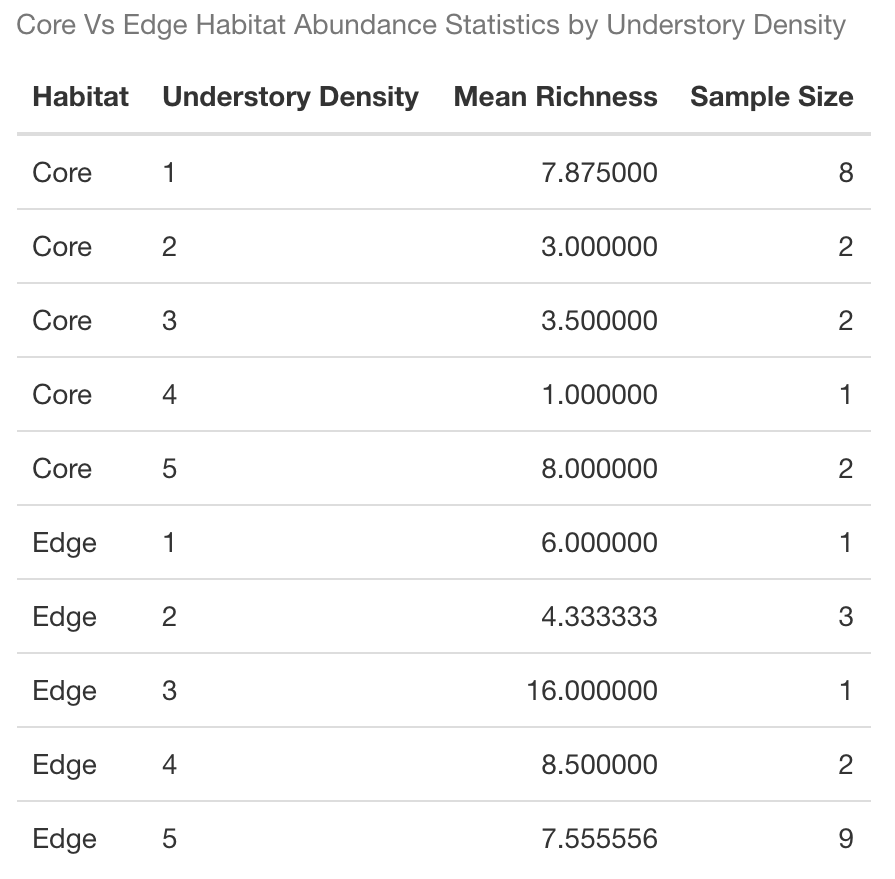 Core Vs Edge Habitat Abundance Statistics by Understory Density
Habitat Understory Density Mean Richness Sample Size
Core 1 7.875000 8
Core 2 3.000000 2
Core 3 3.500000 2
Core 4 1.000000 1
Core 5 8.000000 2
Edge 1 6.000000 1
Edge 2 4.333333 3
Edge 3 16.000000 1
Edge 4 8.500000 2
Edge 5 7.555556 9